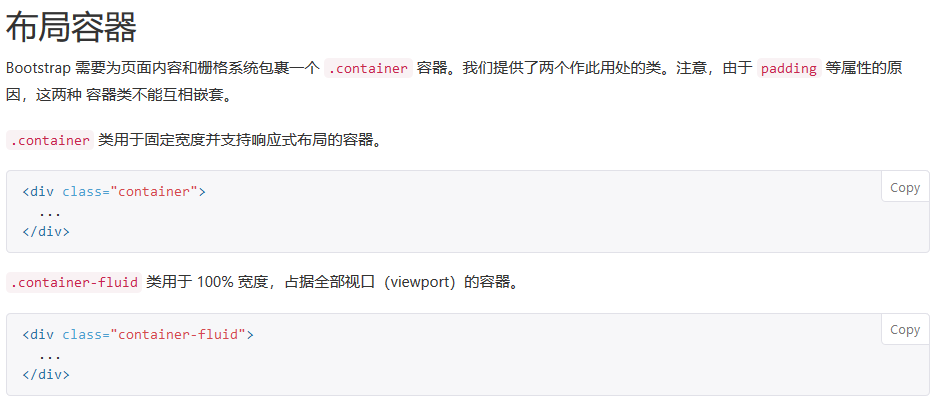 布局容器
Bootstrap 需要为页面内容和栅格系统包裹一个 .container 容器。我们提供了两个作此用处的类。注意，由于 padding 等属性的原
因，这两种 容器类不能互相嵌套。
.container 类用于固定宽度并支持响应式布局的容器。
Copy
<div class="container">
  ...
</div>
.container-fluid 类用于 100% 宽度，占据全部视口（viewport）的容器。
Copy
<div class="container-fluid">
  ...
</div>